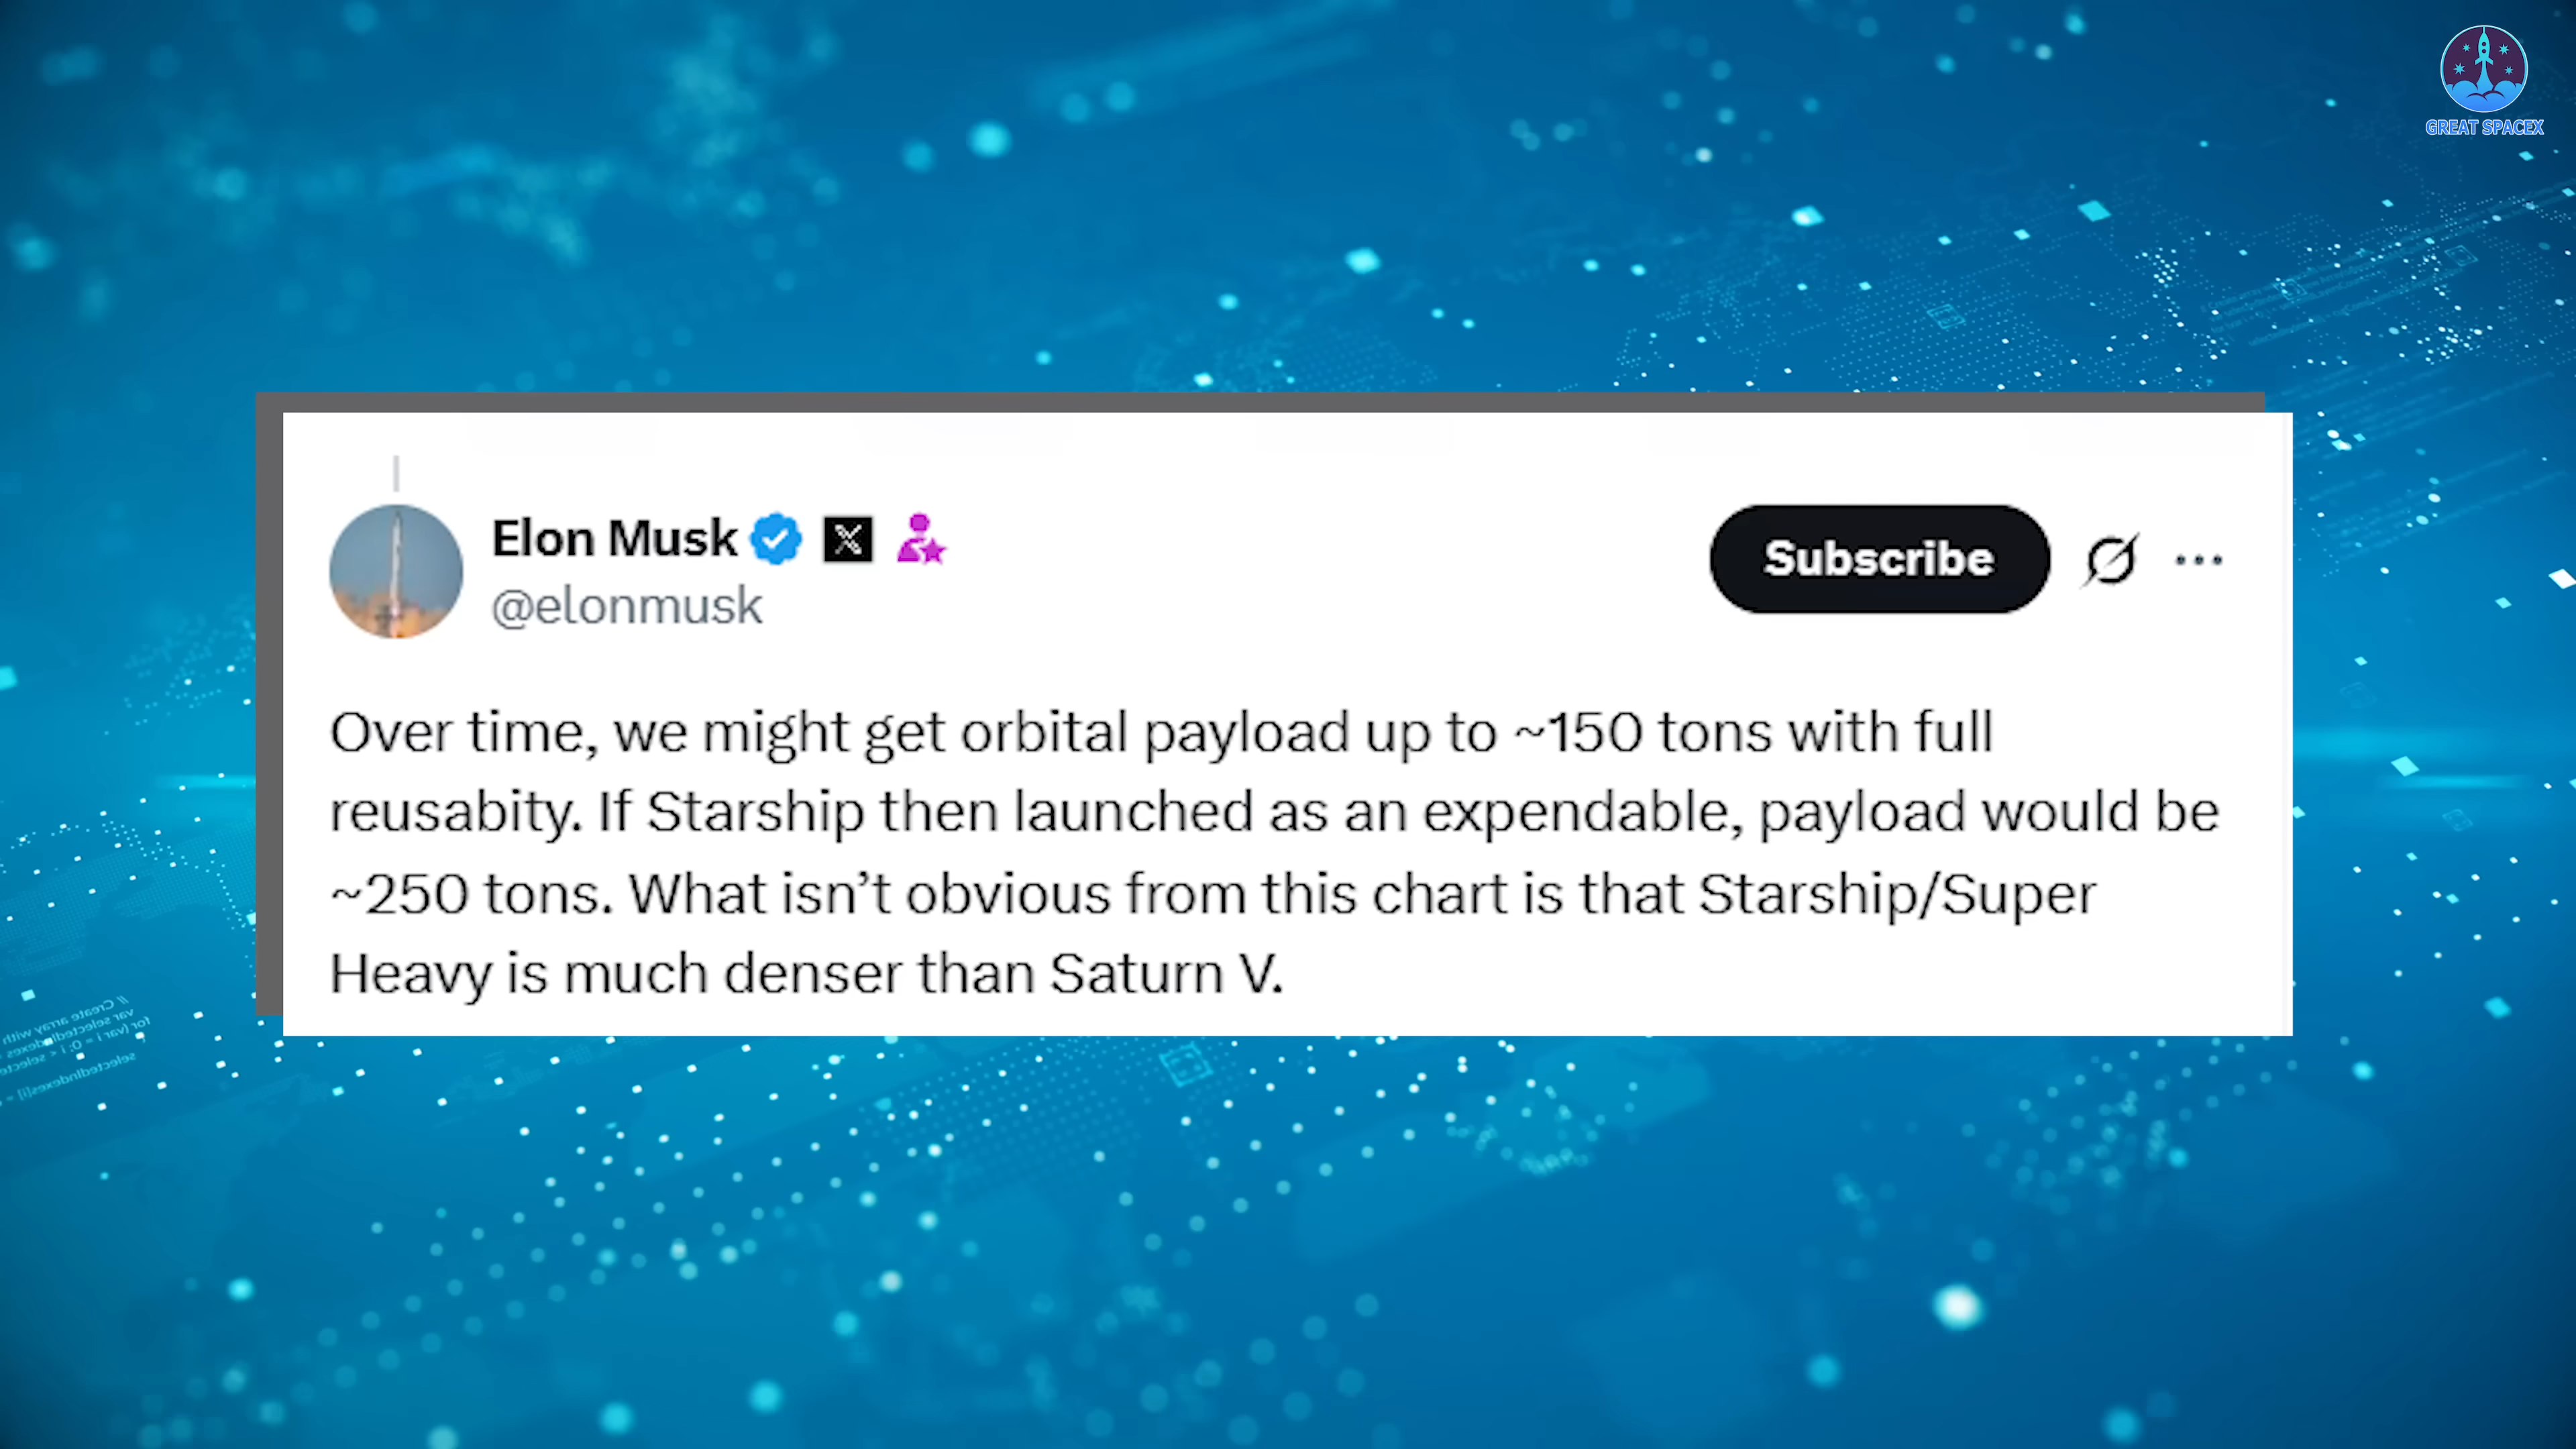 GREAT SPACEX
Elon Musk
@elonmusk
Subscribe
Over time, we might get orbital payload up to ~150 tons with full
reusabity. If Starship then launched as an expendable, payload would be
~250 tons. What isn't obvious from this chart is that Starship/Super
Heavy is much denser than Saturn V.